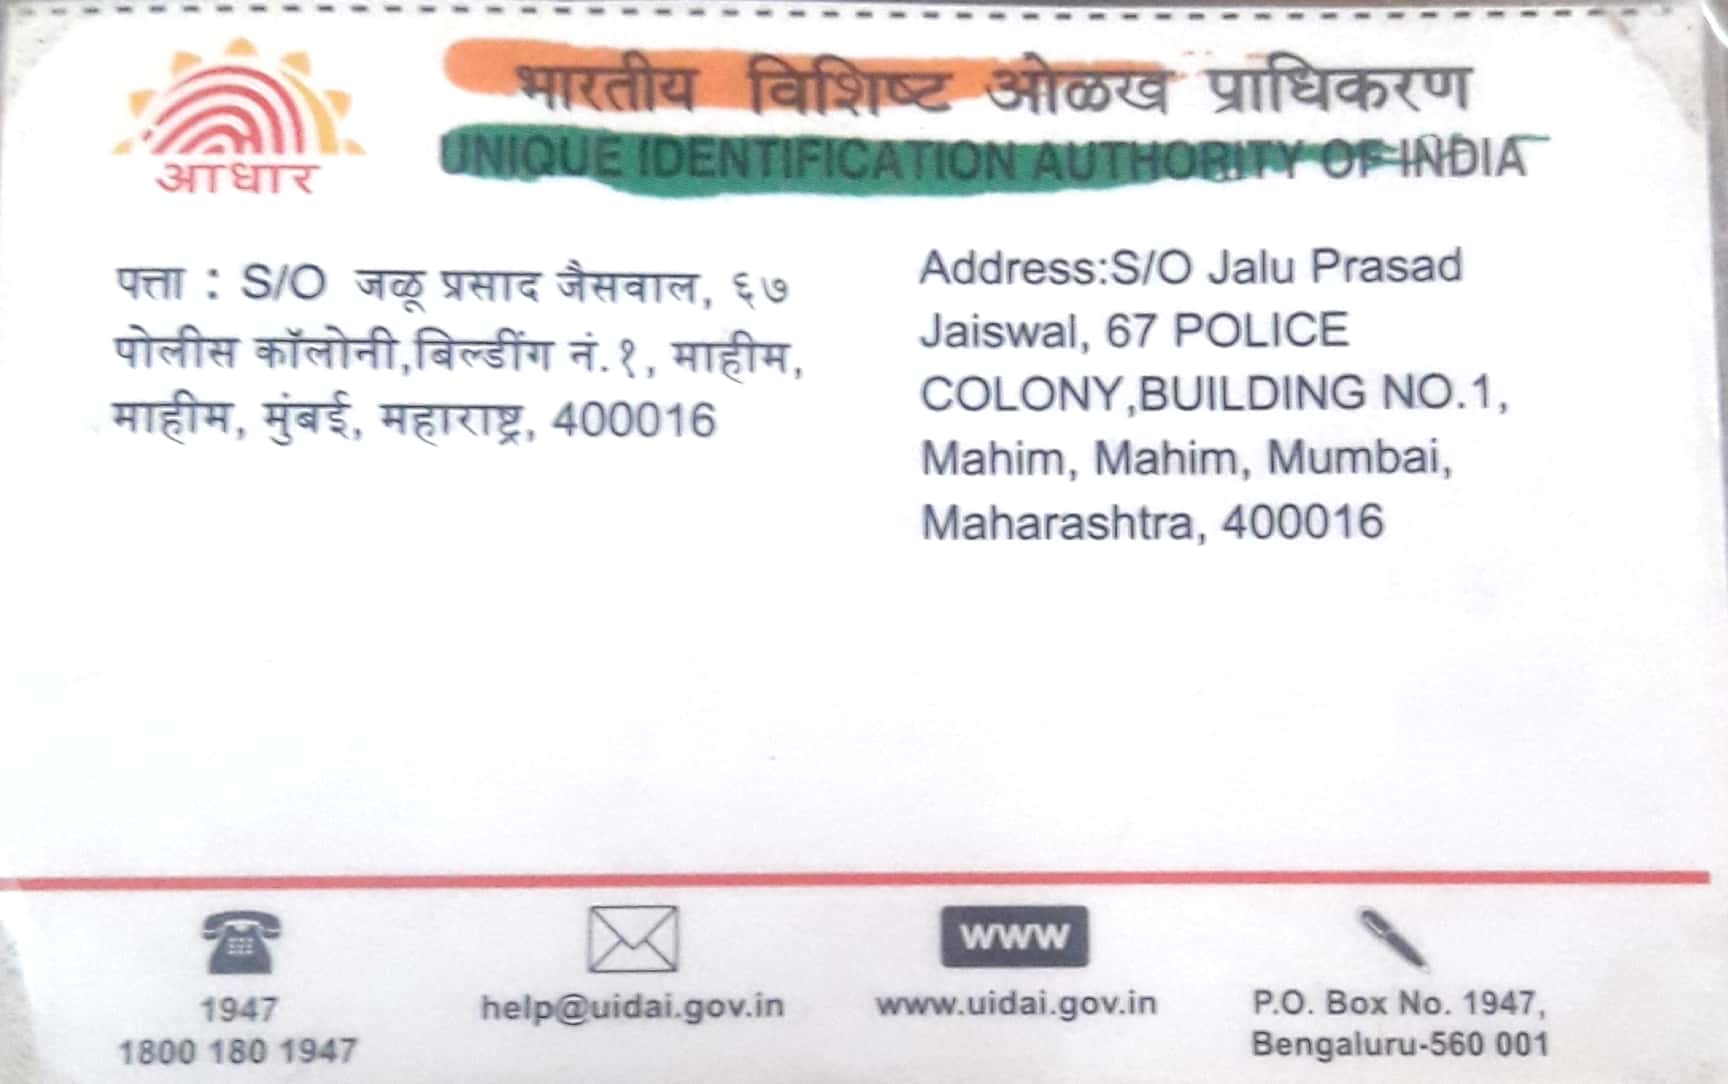 आधार
भारतीय विशिष्ट ओळख प्राधिकरण
UNIQUE IDENTIFICATION AUTHORITY OF INDIA
पत्ता : S/O जळू प्रसाद जैसवाल, ६७
पोलीस कॉलोनी,बिल्डींग नं.१, माहीम,
माहीम, मुंबई, महाराष्ट्र, 400016
Address:S/O Jalu Prasad
Jaiswal, 67 POLICE
COLONY,BUILDING NO.1,
Mahim, Mahim, Mumbai,
Maharashtra, 400016
1947
1800 180 1947
help@uidai.gov.in
www
www.uidai.gov.in
P.O. Box No. 1947,
Bengaluru-560 001